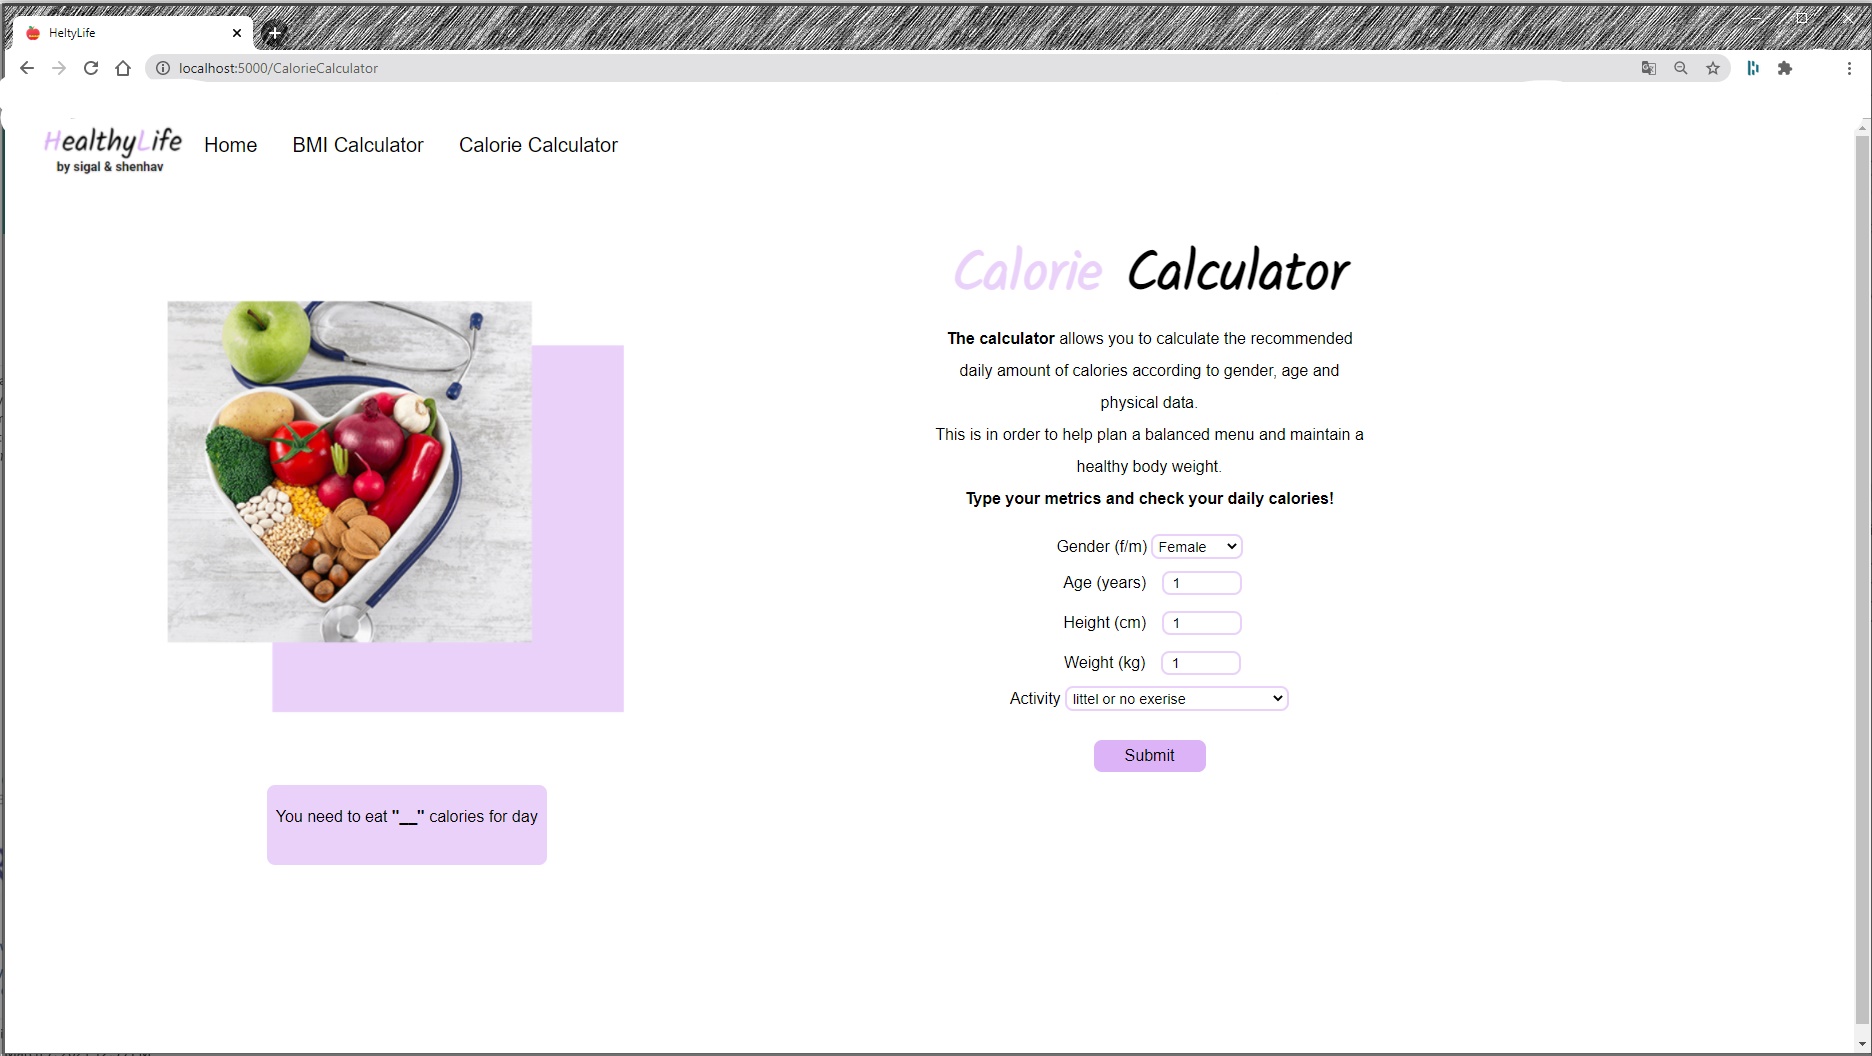 HeltyLife
localhost:5000/CalorieCalculator
HealthyLife
by sigal & shenhav
Home
BMI Calculator
Calorie Calculator
Calorie Calculator
The calculator allows you to calculate the recommended
daily amount of calories according to gender, age and
physical data.
This is in order to help plan a balanced menu and maintain a
healthy body weight.
Type your metrics and check your daily calories!
Gender (f/m) Female
Age (years) 1
Height (cm) 1
Weight (kg) 1
Activity littel or no exerise
Submit
You need to eat "__" calories for day